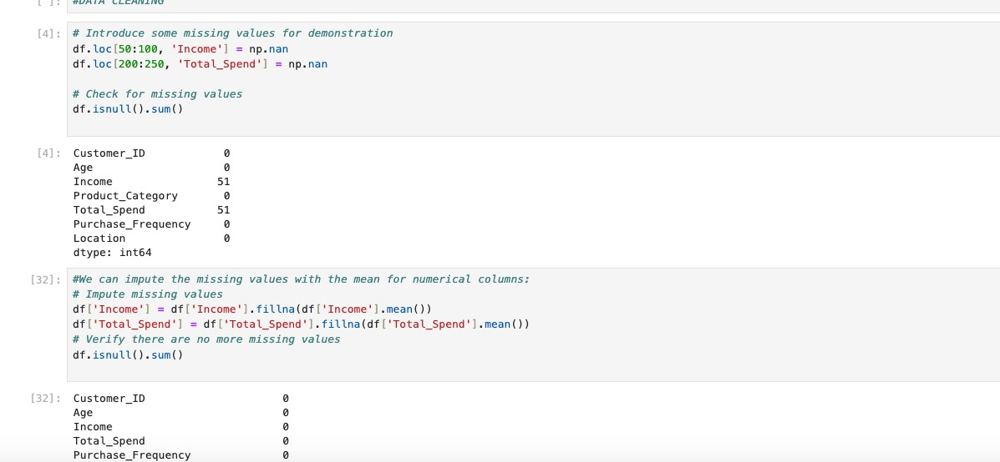 [ ]: #DATA CLEANING
[4]: # Introduce some missing values for demonstration
df.loc[50:100, 'Income'] = np.nan
df.loc[200:250, 'Total_Spend'] = np.nan
# Check for missing values
df.isnull().sum()
[4]: Customer_ID 0
Age 0
Income 51
Product_Category 0
Total_Spend 51
Purchase_Frequency 0
Location 0
dtype: int64
[32]: #We can impute the missing values with the mean for numerical columns:
# Impute missing values
df['Income'] = df['Income'].fillna(df['Income'].mean())
df['Total_Spend'] = df['Total_Spend'].fillna(df['Total_Spend'].mean())
# Verify there are no more missing values
df.isnull().sum()
[32]: Customer_ID 0
Age 0
Income 0
Total_Spend 0
Purchase_Frequency 0